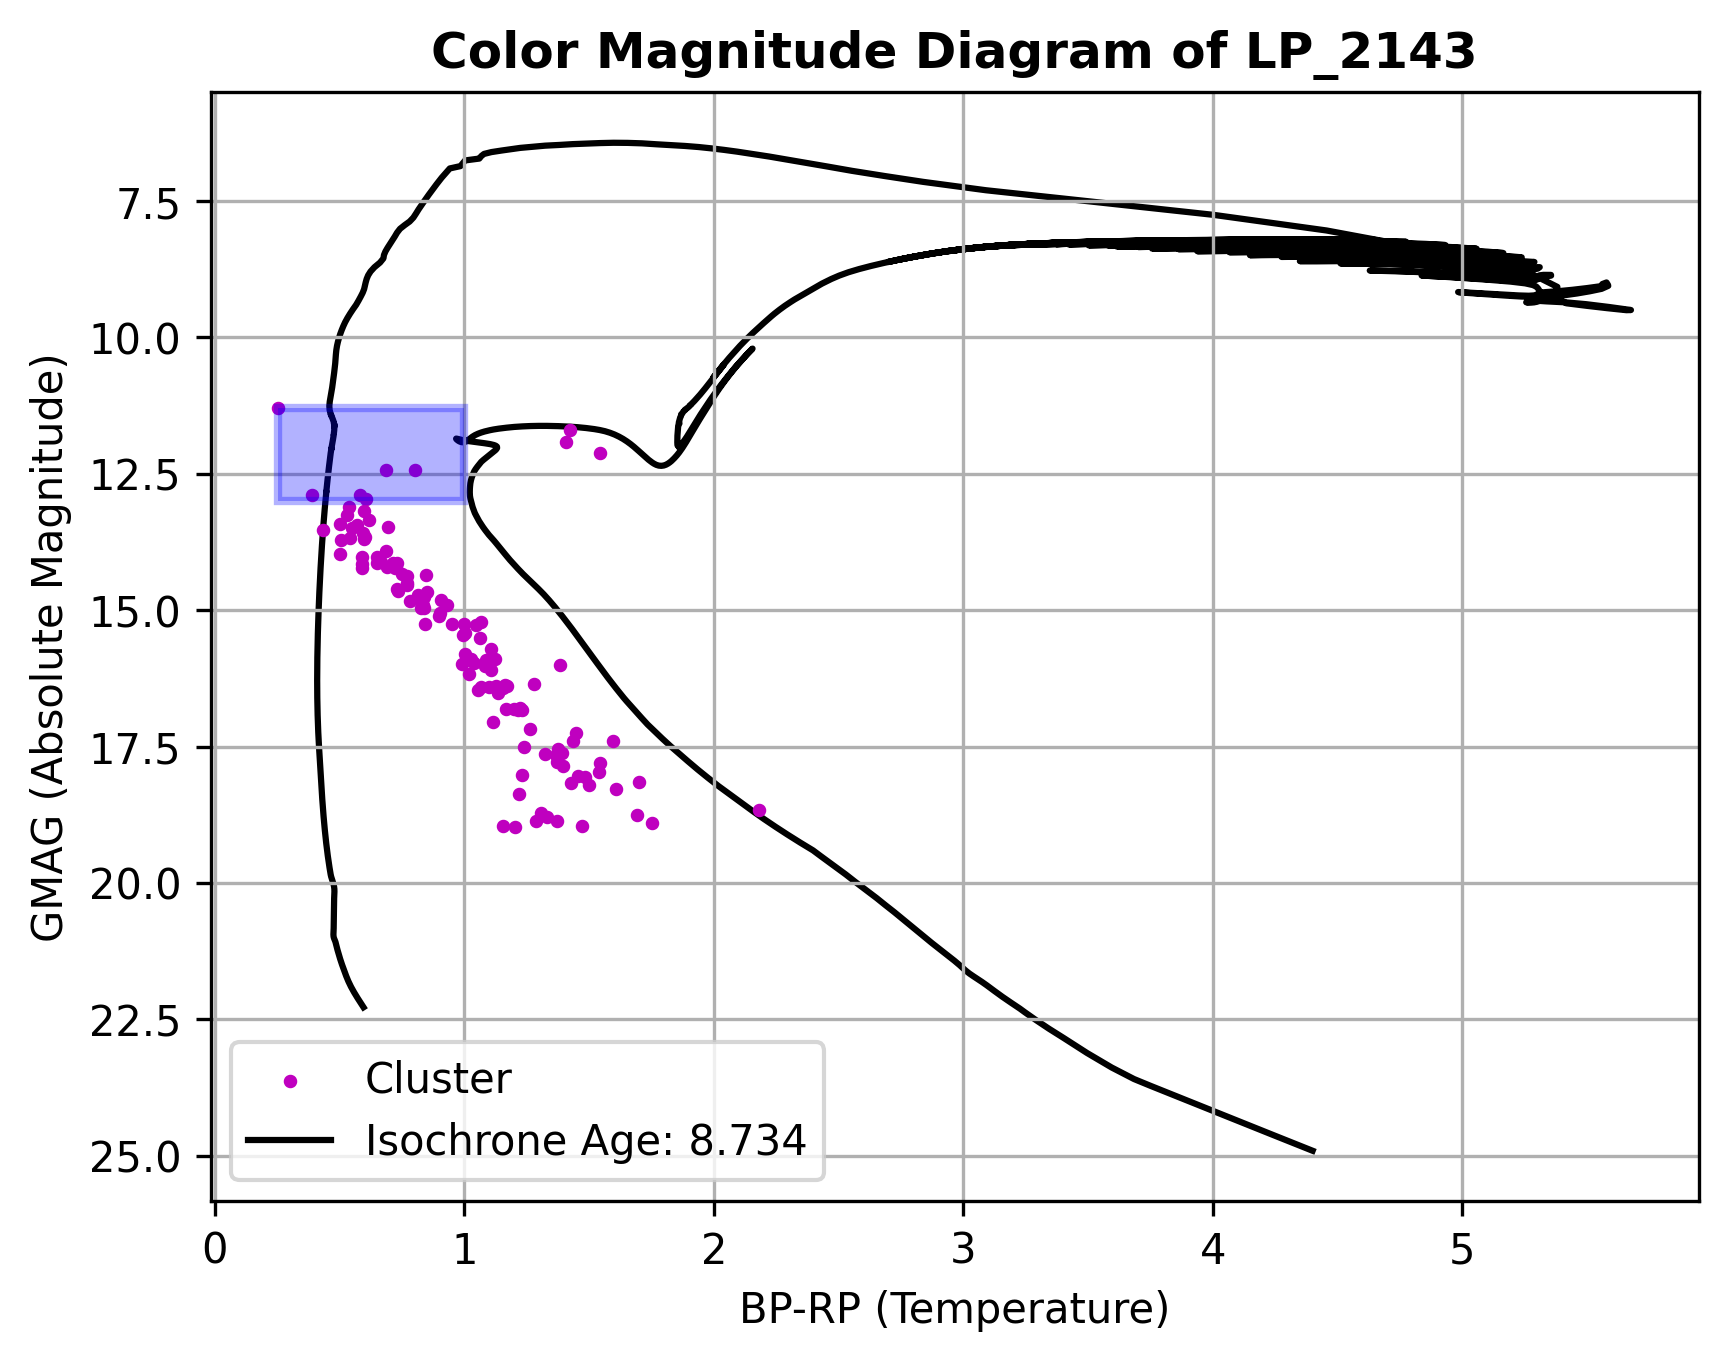 Color Magnitude Diagram of LP_2143
GMAG (Absolute Magnitude)
7.5
10.0
12.5
15.0
17.5
20.0
22.5
25.0
Cluster
Isochrone Age: 8.734
0 1 2 3 4 5
BP-RP (Temperature)